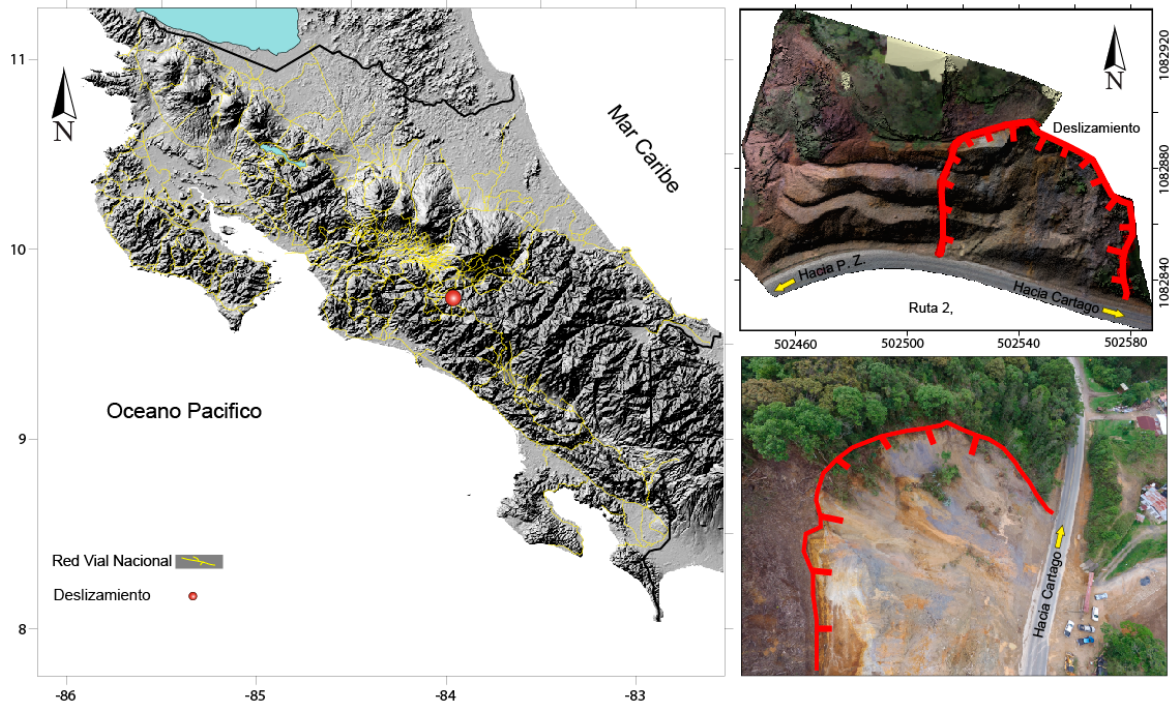 11
10
9
8
-86
-85
-84
-83
N
Mar Caribe
Oceano Pacifico
Red Vial Nacional
Deslizamiento
N
Deslizamiento
Hacia P. Z.
Hacia Cartago
Ruta 2,
1082920
1082880
1082840
502460
502500
502540
502580
Hacia Cartago